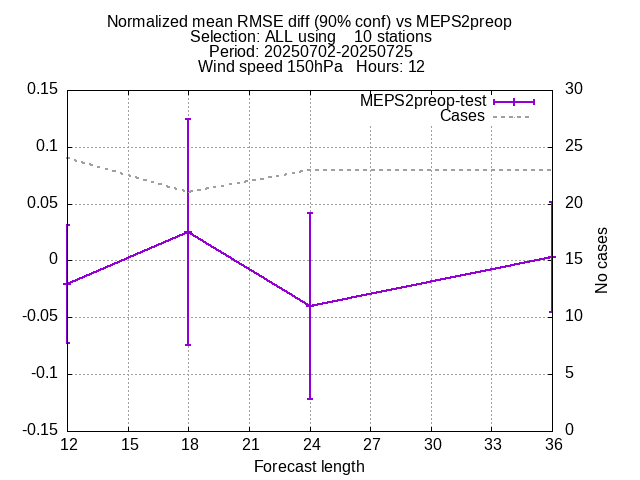 Normalized mean RMSE diff (90% conf) vs MEPS2preop
Selection: ALL using    10 stations
Period: 20250702-20250725
Wind speed 150hPa   Hours: 12
MEPS2preop-test
Cases
0.15
0.1
0.05
0
-0.05
-0.1
-0.15
30
25
20
15
10
5
0
No cases
12 15 18 21 24 27 30 33 36
Forecast length